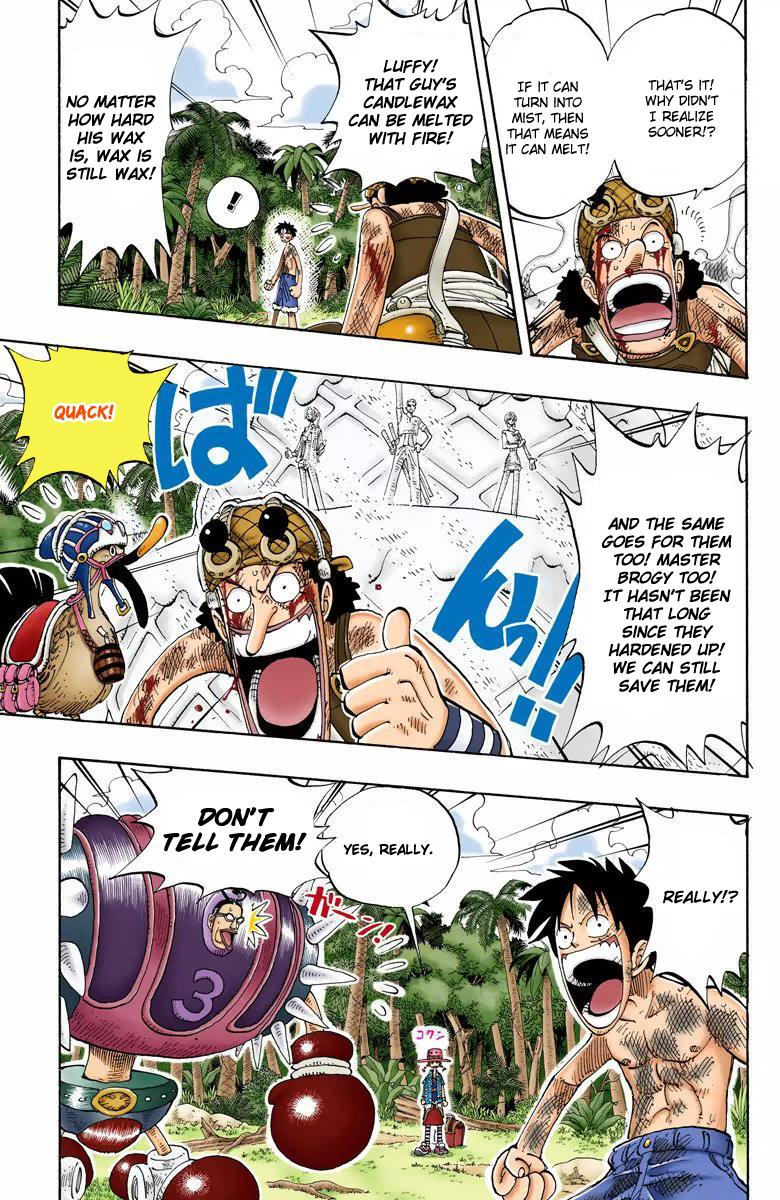 THAT'S IT!
WHY DIDN'T
I REALIZE
SOONER!?
IF IT CAN
TURN INTO
MIST, THEN
THAT MEANS
IT CAN MELT!
LUFFY!
THAT GUY'S
CANDLEWAX
CAN BE MELTED
WITH FIRE!
NO MATTER
HOW HARD
HIS WAX
IS, WAX IS
STILL WAX!
!!
AND THE SAME
GOES FOR THEM
TOO! MASTER
BROGY TOO!
IT HASN'T BEEN
THAT LONG
SINCE THEY
HARDENED UP!
WE CAN STILL
SAVE THEM!
ばんっ!!
QUACK!
REALLY!?
YES, REALLY.
コクン
ガーン!
DON'T
TELL THEM!
3